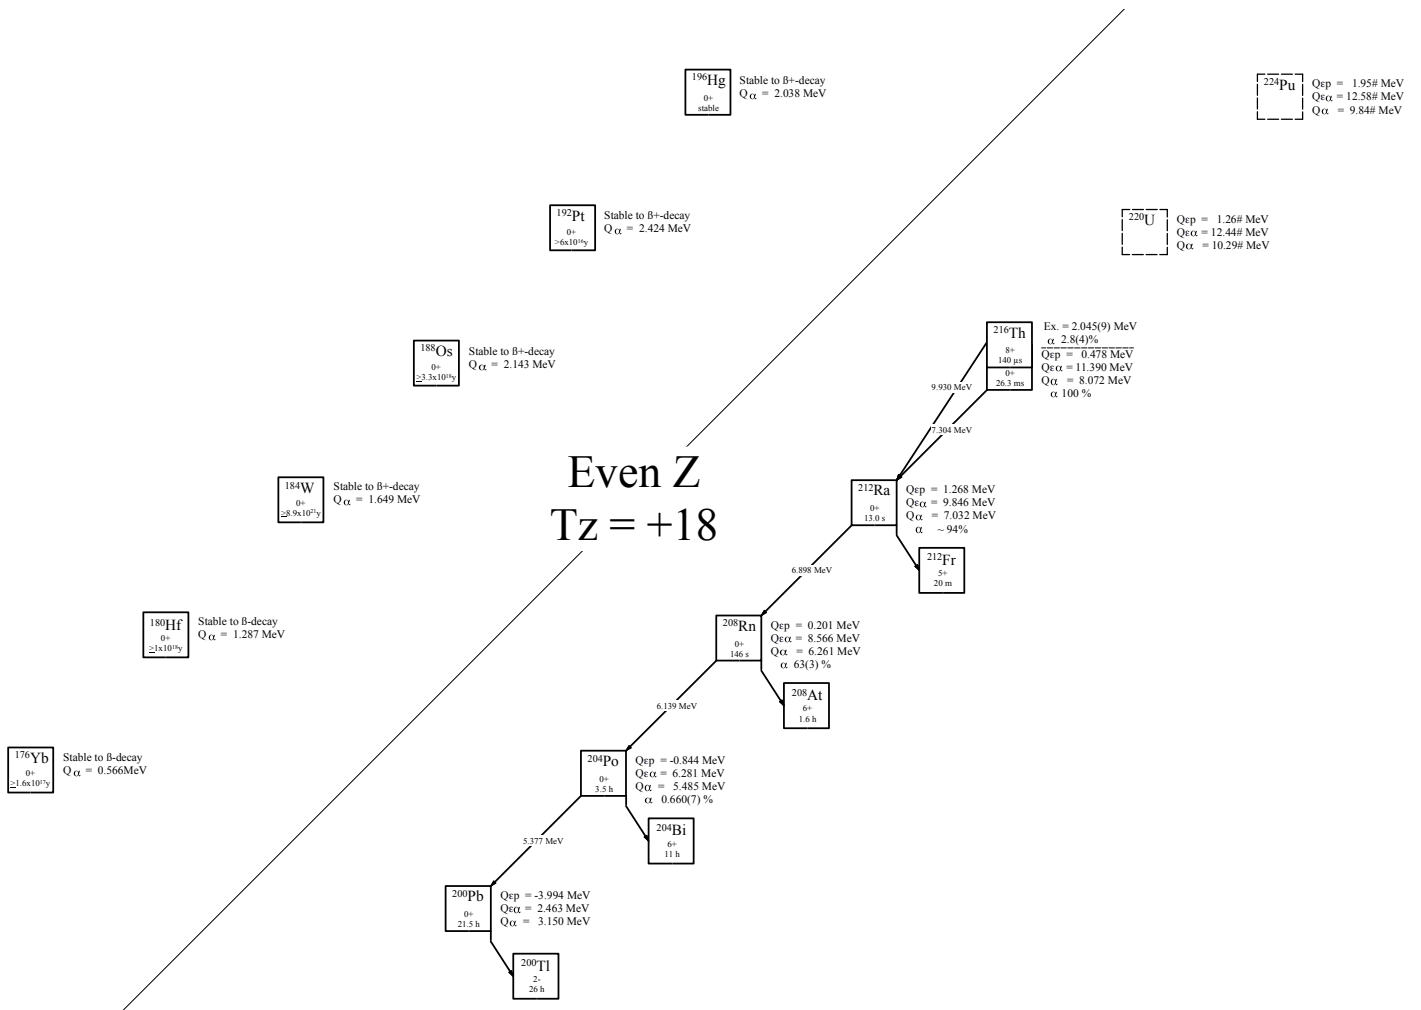 196Hg
0+
stable
Stable to ß+-decay
Qα = 2.038 MeV
224Pu
Qεp = 1.95# MeV
Qεα = 12.58# MeV
Qα = 9.84# MeV
192Pt
0+
>6x10¹⁶y
Stable to ß+-decay
Qα = 2.424 MeV
220U
Qεp = 1.26# MeV
Qεα = 12.44# MeV
Qα = 10.29# MeV
188Os
0+
≥3.3x10¹⁸y
Stable to ß+-decay
Qα = 2.143 MeV
216Th
8+
140 µs
0+
26.3 ms
Ex. = 2.045(9) MeV
α 2.8(4)%
Qεp = 0.478 MeV
Qεα = 11.390 MeV
Qα = 8.072 MeV
α 100 %
9.930 MeV
7.304 MeV
Even Z
Tz = +18
184W
0+
≥8.9x10²¹y
Stable to ß+-decay
Qα = 1.649 MeV
212Ra
0+
13.0 s
Qεp = 1.268 MeV
Qεα = 9.846 MeV
Qα = 7.032 MeV
α ~ 94%
212Fr
5+
20 m
6.898 MeV
180Hf
0+
≥1x10¹⁸y
Stable to ß-decay
Qα = 1.287 MeV
208Rn
0+
146 s
Qεp = 0.201 MeV
Qεα = 8.566 MeV
Qα = 6.261 MeV
α 63(3) %
208At
6+
1.6 h
6.139 MeV
176Yb
0+
≥1.6x10¹⁷y
Stable to ß-decay
Qα = 0.566MeV
204Po
0+
3.5 h
Qεp = -0.844 MeV
Qεα = 6.281 MeV
Qα = 5.485 MeV
α 0.660(7) %
204Bi
6+
11 h
5.377 MeV
200Pb
0+
21.5 h
Qεp = -3.994 MeV
Qεα = 2.463 MeV
Qα = 3.150 MeV
200Tl
2-
26 h